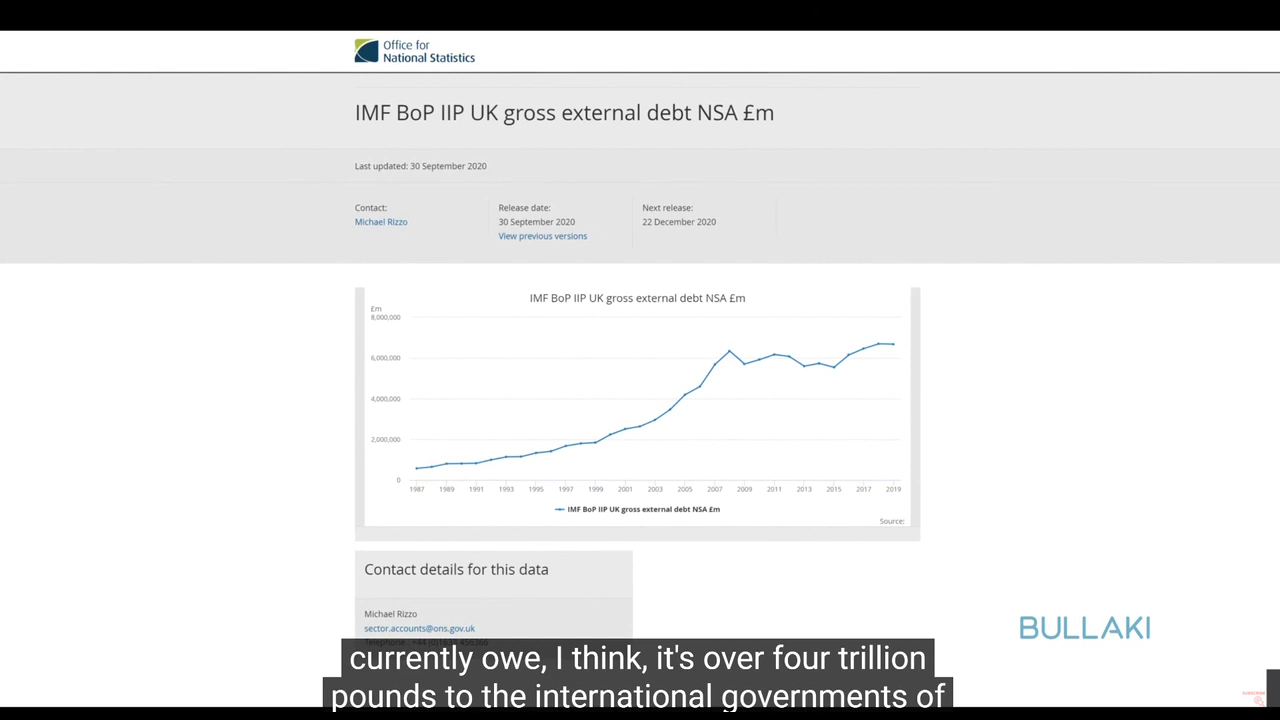 Office for
National Statistics
IMF BoP IIP UK gross external debt NSA £m
Last updated: 30 September 2020
Contact:
Michael Rizzo
Release date:
30 September 2020
View previous versions
Next release:
22 December 2020
IMF BoP IIP UK gross external debt NSA £m
£m
8,000,000
6,000,000
4,000,000
2,000,000
0
1987 1989 1991 1993 1995 1997 1999 2001 2003 2005 2007 2009 2011 2013 2015 2017 2019
IMF BoP IIP UK gross external debt NSA £m
Source:
Contact details for this data
Michael Rizzo
sector.accounts@ons.gov.uk
BULLAKI
currently owe, I think, it's over four trillion
pounds to the international governments of
SUBSCRIBE